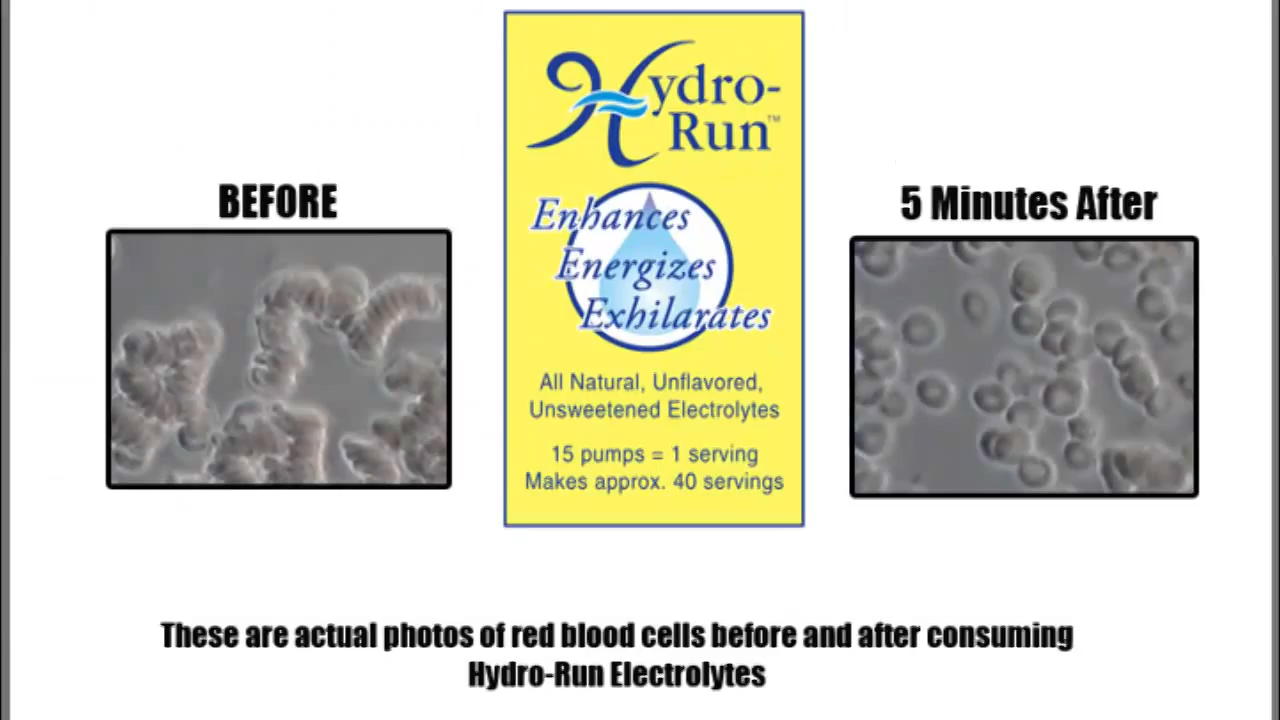 Hydro-
Run™
BEFORE
5 Minutes After
Enhances
Energizes
Exhilarates
All Natural, Unflavored,
Unsweetened Electrolytes
15 pumps = 1 serving
Makes approx. 40 servings
These are actual photos of red blood cells before and after consuming
Hydro-Run Electrolytes